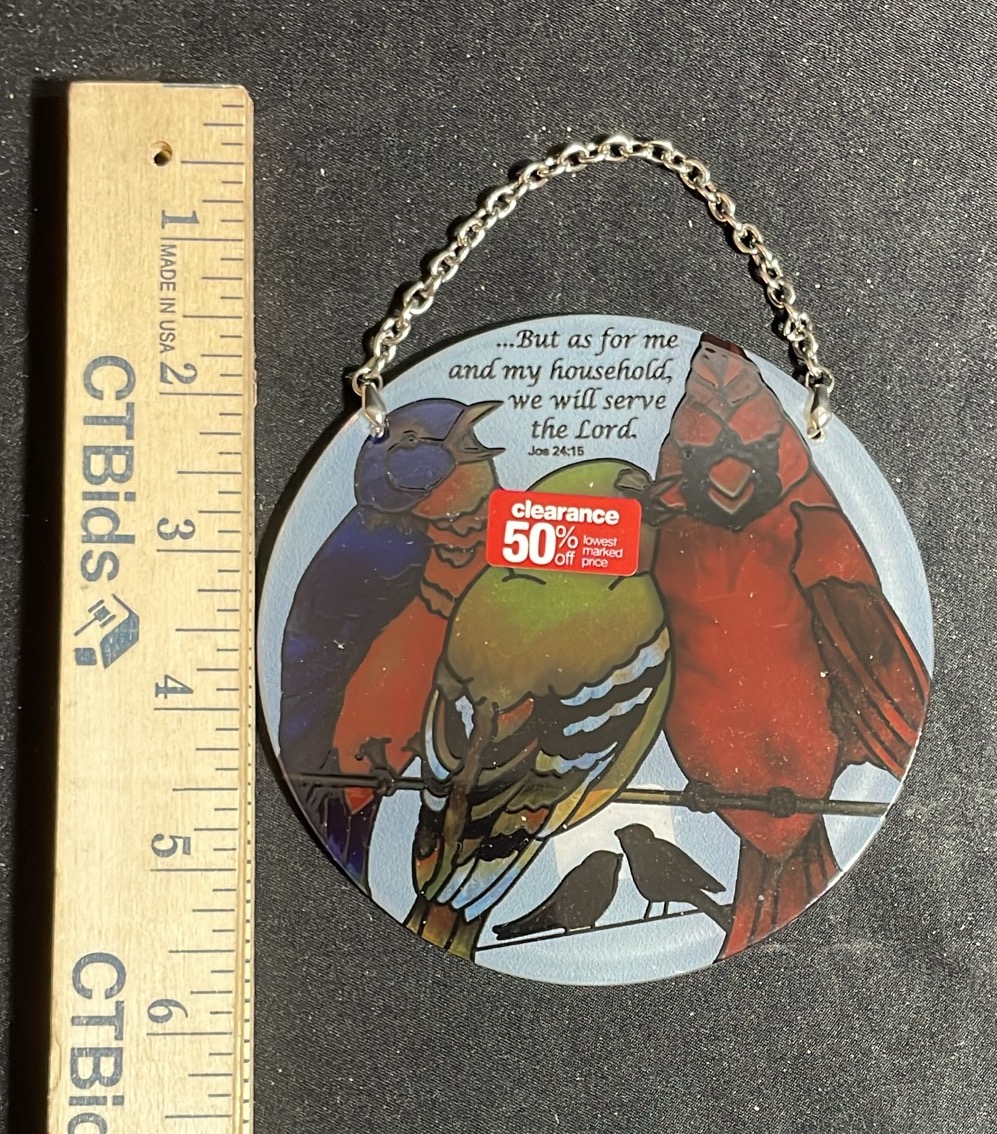 1
MADE IN USA
2
CTBids
3
4
5
6
CTBid
...But as for me
and my household,
we will serve
the Lord.
Jos 24:15
clearance
50% off
lowest
marked
price